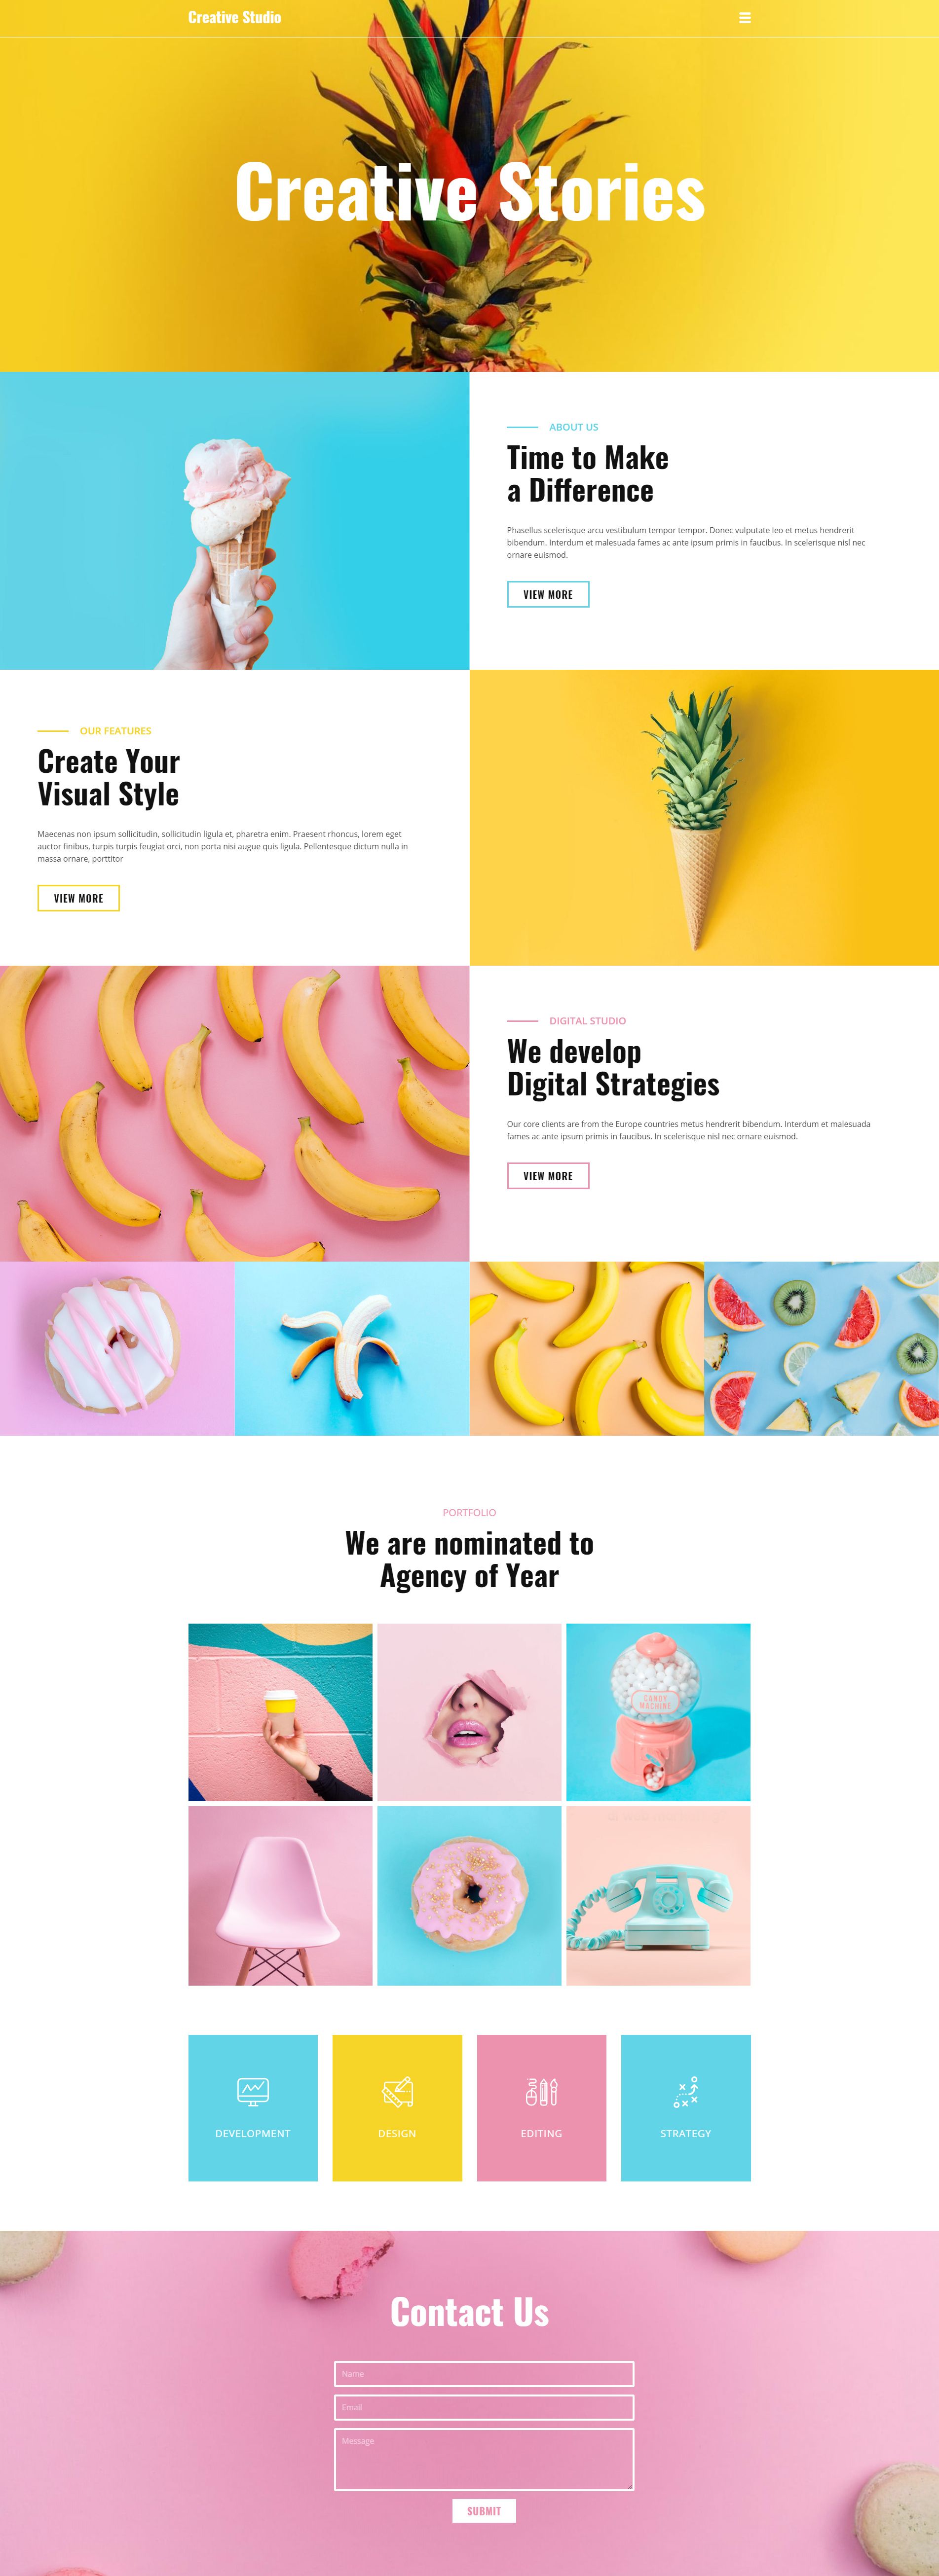 Creative Studio
Creative Stories
ABOUT US
Time to Make
a Difference
Phasellus scelerisque arcu vestibulum tempor tempor. Donec vulputate leo et metus hendrerit
bibendum. Interdum et malesuada fames ac ante ipsum primis in faucibus. In scelerisque nisl nec
ornare euismod.
VIEW MORE
OUR FEATURES
Create Your
Visual Style
Maecenas non ipsum sollicitudin, sollicitudin ligula et, pharetra enim. Praesent rhoncus, lorem eget
auctor finibus, turpis turpis feugiat orci, non porta nisi augue quis ligula. Pellentesque dictum nulla in
massa ornare, porttitor
VIEW MORE
DIGITAL STUDIO
We develop
Digital Strategies
Our core clients are from the Europe countries metus hendrerit bibendum. Interdum et malesuada
fames ac ante ipsum primis in faucibus. In scelerisque nisl nec ornare euismod.
VIEW MORE
PORTFOLIO
We are nominated to
Agency of Year
CANDY
MACHINE
DEVELOPMENT
DESIGN
EDITING
STRATEGY
Contact Us
Name
Email
Message
SUBMIT